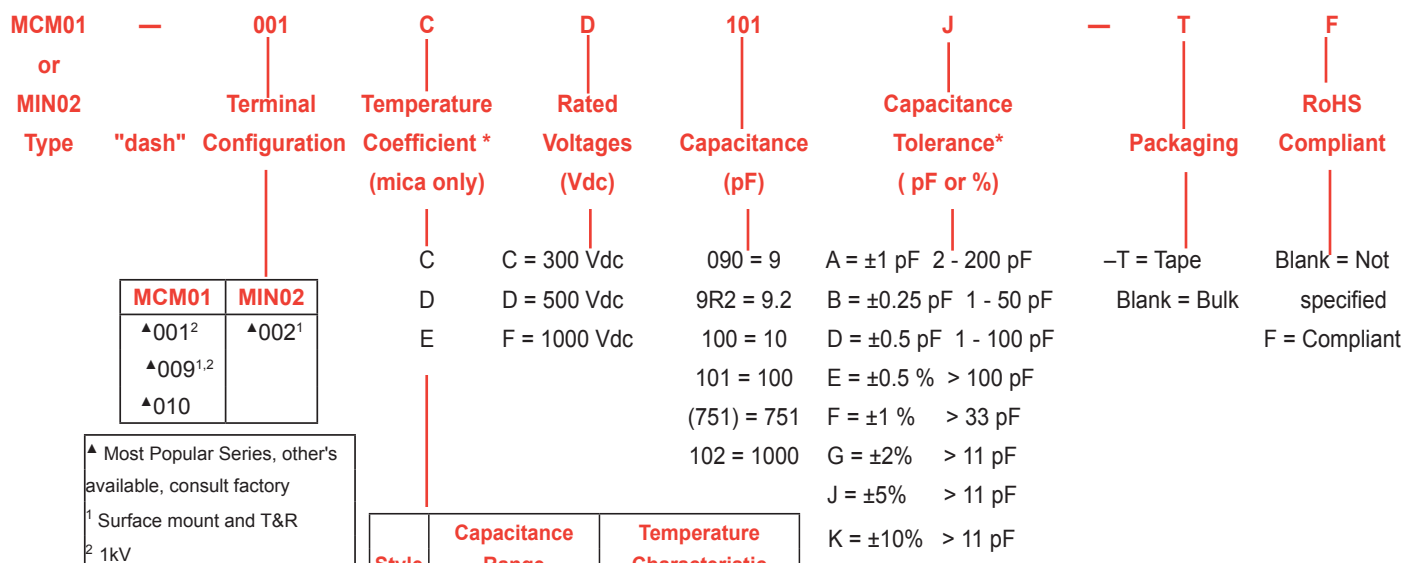 MCM01 — 001 C D 101 J — T F
or
MIN02 Terminal Temperature Rated Capacitance RoHS
Type "dash" Configuration Coefficient * Voltages Capacitance Tolerance* Packaging Compliant
(mica only) (Vdc) (pF) ( pF or %)
C C = 300 Vdc 090 = 9 A = ±1 pF 2 - 200 pF –T = Tape Blank = Not
MCM01 MIN02 D D = 500 Vdc 9R2 = 9.2 B = ±0.25 pF 1 - 50 pF Blank = Bulk specified
▲001² ▲002¹ E F = 1000 Vdc 100 = 10 D = ±0.5 pF 1 - 100 pF F = Compliant
▲009¹,² 101 = 100 E = ±0.5 % > 100 pF
▲010 (751) = 751 F = ±1 % > 33 pF
▲ Most Popular Series, other's 102 = 1000 G = ±2% > 11 pF
available, consult factory J = ±5% > 11 pF
¹ Surface mount and T&R Capacitance Temperature K = ±10% > 11 pF
² 1kV
Style Range Characteristic